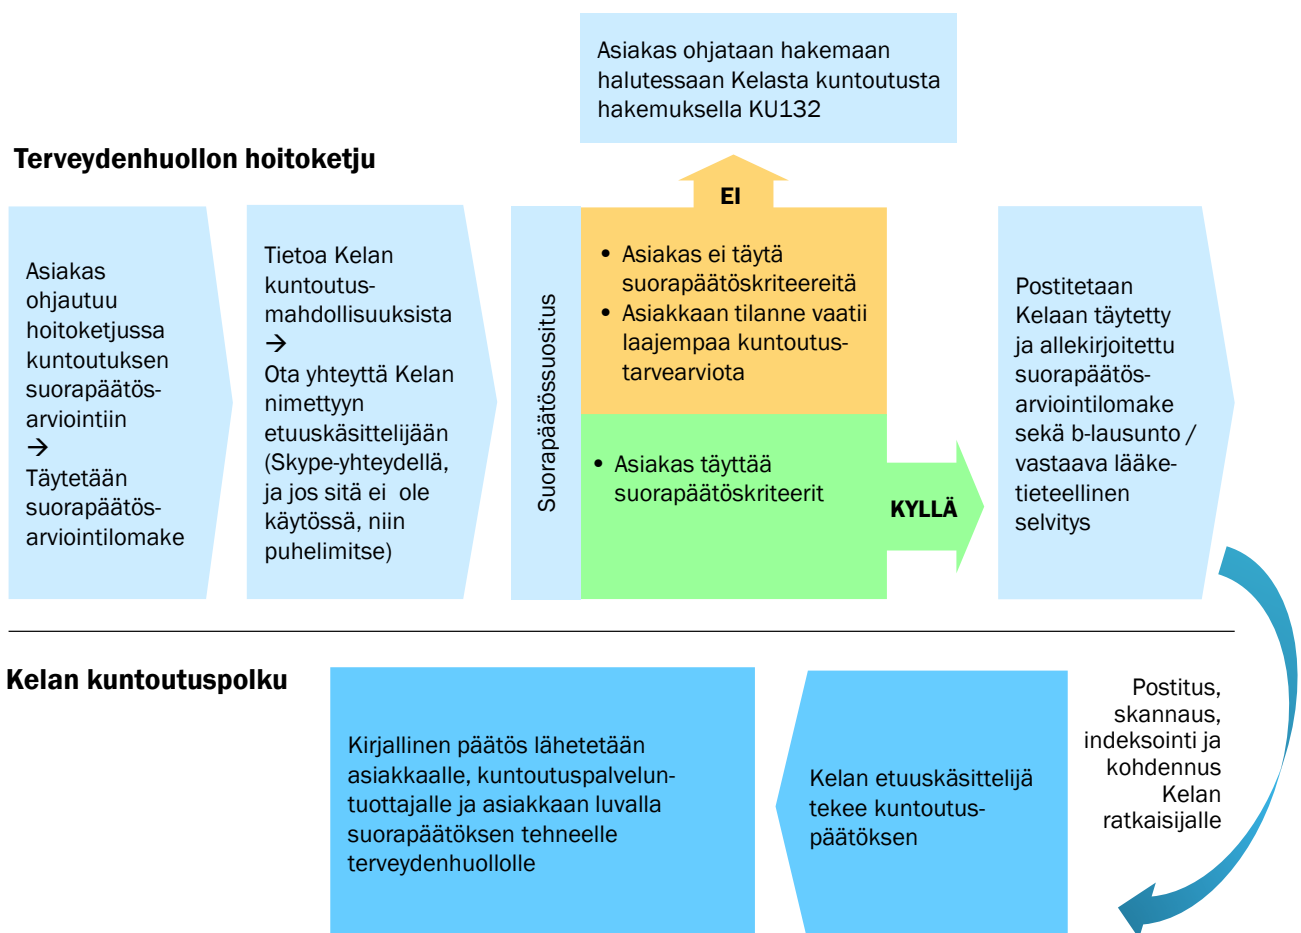 Asiakas ohjataan hakemaan
halutessaan Kelasta kuntoutusta
hakemuksella KU132
Terveydenhuollon hoitoketju
Asiakas
ohjautuu
hoitoketjussa
kuntoutuksen
suorapäätös-
arviointiin
→
Täytetään
suorapäätös-
arviointilomake
Tietoa Kelan
kuntoutus-
mahdollisuuksista
→
Ota yhteyttä Kelan
nimettyyn
etuuskäsittelijään
(Skype-yhteydellä,
ja jos sitä ei ole
käytössä, niin
puhelimitse)
Suorapäätössuositus
EI
• Asiakas ei täytä
suorapäätöskriteereitä
• Asiakkaan tilanne vaatii
laajempaa kuntoutus-
tarvearviota
• Asiakas täyttää
suorapäätöskriteerit
KYLLÄ
Postitetaan
Kelaan täytetty
ja allekirjoitettu
suorapäätös-
arviointilomake
sekä b-lausunto /
vastaava lääke-
tieteellinen
selvitys
Kelan kuntoutuspolku
Postitus,
skannaus,
indeksointi ja
kohdennus
Kelan
ratkaisijalle
Kelan etuuskäsittelijä
tekee kuntoutus-
päätöksen
Kirjallinen päätös lähetetään
asiakkaalle, kuntoutuspalvelun-
tuottajalle ja asiakkaan luvalla
suorapäätöksen tehneelle
terveydenhuollolle